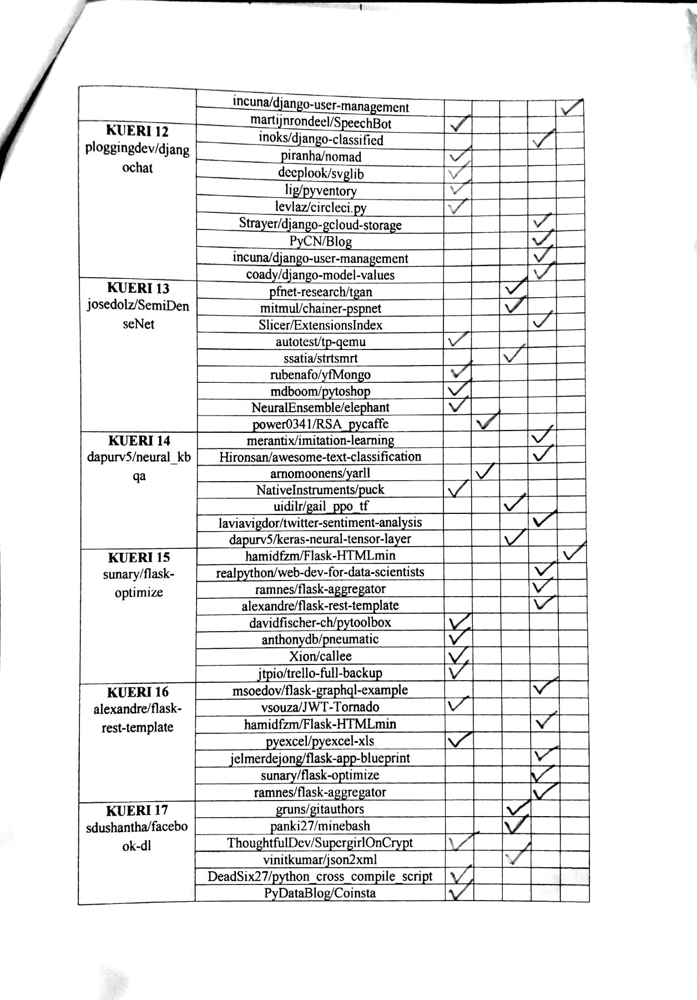 incuna/django-user-management ✓
martijnrondeel/SpeechBot ✓
KUERI 12
ploggingdev/djang
ochat
inoks/django-classified ✓
piranha/nomad ✓
deeplook/svglib ✓
lig/pyventory ✓
levlaz/circleci.py ✓
Strayer/django-gcloud-storage ✓
PyCN/Blog ✓
incuna/django-user-management ✓
coady/django-model-values ✓
KUERI 13
josedolz/SemiDen
seNet
pfnet-research/tgan ✓
mitmul/chainer-pspnet ✓
Slicer/ExtensionsIndex ✓
autotest/tp-qemu ✓
ssatia/strtsmrt ✓
rubenafo/yfMongo ✓
mdboom/pytoshop ✓
NeuralEnsemble/elephant ✓
power0341/RSA_pycaffe ✓
KUERI 14
dapurv5/neural_kb
qa
merantix/imitation-learning ✓
Hironsan/awesome-text-classification ✓
arnomoonens/yarll ✓
NativeInstruments/puck ✓
uidilr/gail_ppo_tf ✓
laviavigdor/twitter-sentiment-analysis ✓
dapurv5/keras-neural-tensor-layer ✓
KUERI 15
sunary/flask-
optimize
hamidfzm/Flask-HTMLmin ✓
realpython/web-dev-for-data-scientists ✓
ramnes/flask-aggregator ✓
alexandre/flask-rest-template ✓
davidfischer-ch/pytoolbox ✓
anthonydb/pneumatic ✓
Xion/callee ✓
jtpio/trello-full-backup ✓
KUERI 16
alexandre/flask-
rest-template
msoedov/flask-graphql-example ✓
vsouza/JWT-Tornado ✓
hamidfzm/Flask-HTMLmin ✓
pyexcel/pyexcel-xls ✓
jelmerdejong/flask-app-blueprint ✓
sunary/flask-optimize ✓
ramnes/flask-aggregator ✓
KUERI 17
sdushantha/facebo
ok-dl
gruns/gitauthors ✓
panki27/minebash ✓
ThoughtfulDev/SupergirlOnCrypt ✓
vinitkumar/json2xml ✓
DeadSix27/python_cross_compile_script ✓
PyDataBlog/Coinsta ✓